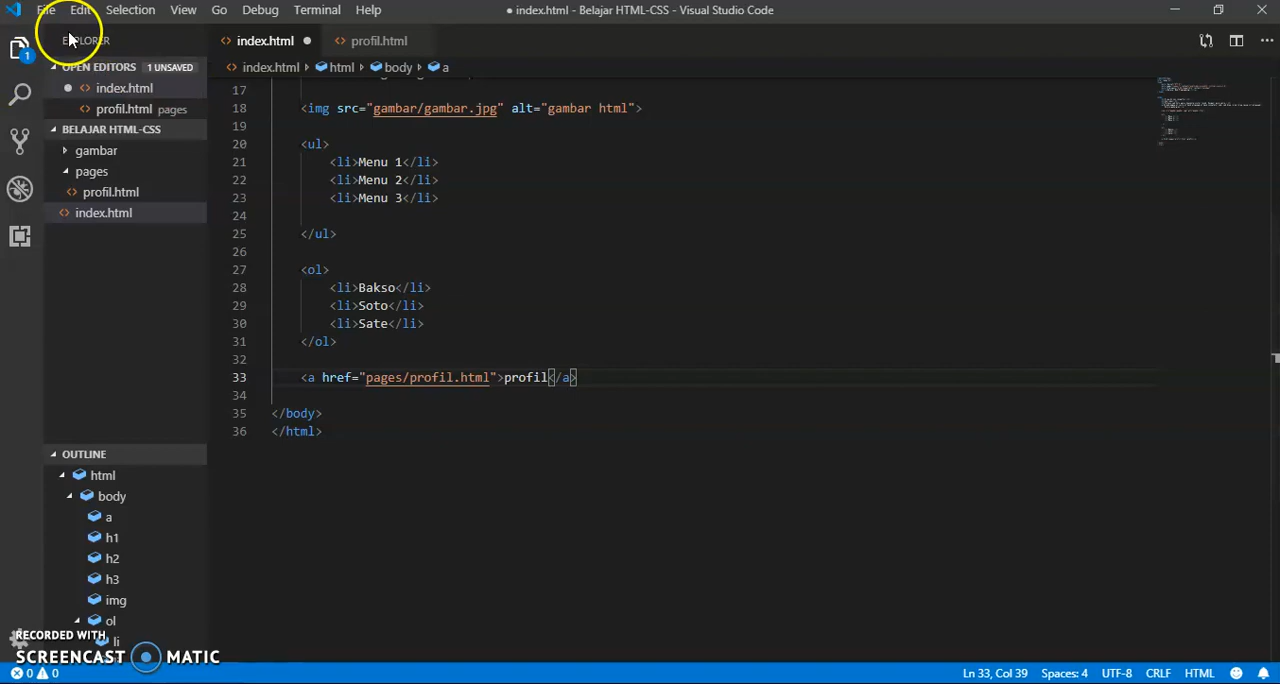 File Edit Selection View Go Debug Terminal Help
● index.html - Belajar HTML-CSS - Visual Studio Code
EXPLORER
OPEN EDITORS 1 UNSAVED
index.html
profil.html pages
BELAJAR HTML-CSS
gambar
pages
profil.html
index.html
OUTLINE
html
body
a
h1
h2
h3
img
ol
li
1
index.html ●
profil.html
index.html › html › body › a
17
18 <img src="gambar/gambar.jpg" alt="gambar html">
19
20 <ul>
21 <li>Menu 1</li>
22 <li>Menu 2</li>
23 <li>Menu 3</li>
24
25 </ul>
26
27 <ol>
28 <li>Bakso</li>
29 <li>Soto</li>
30 <li>Sate</li>
31 </ol>
32
33 <a href="pages/profil.html">profil</a>
34
35 </body>
36 </html>
RECORDED WITH
SCREENCAST MATIC
0 0
Ln 33, Col 39 Spaces: 4 UTF-8 CRLF HTML